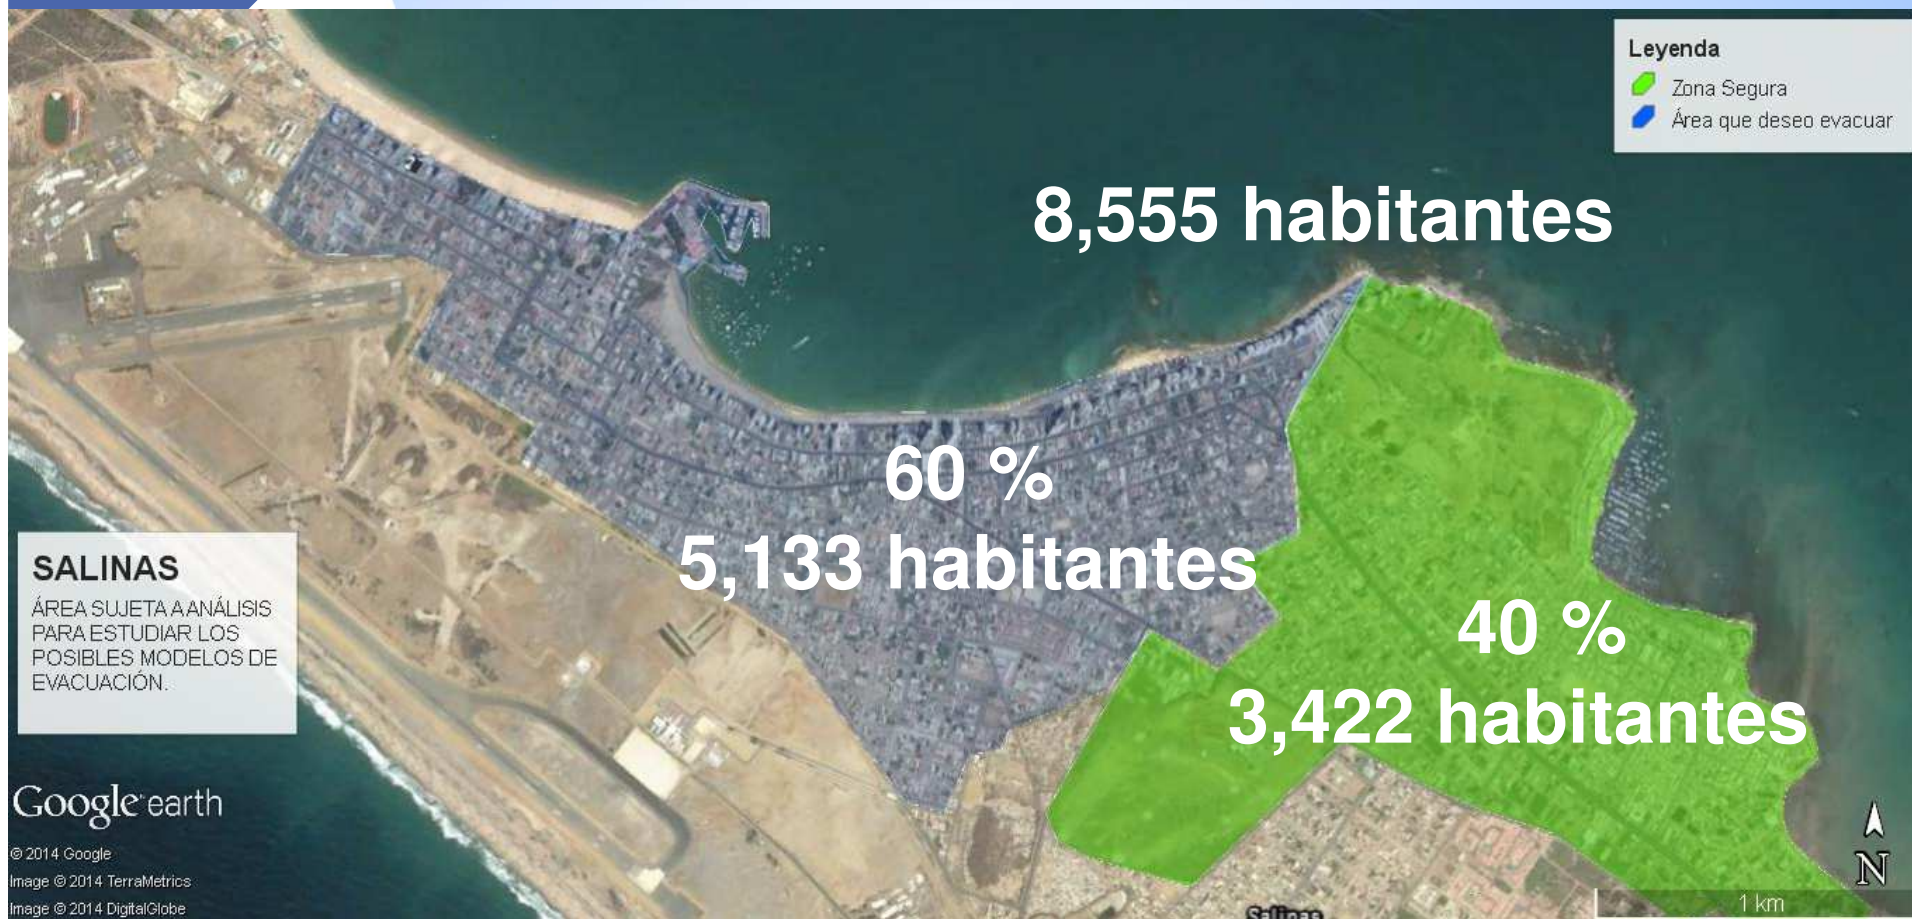 Leyenda
Zona Segura
Área que deseo evacuar
8,555 habitantes
60 %
5,133 habitantes
40 %
3,422 habitantes
SALINAS
ÁREA SUJETA A ANÁLISIS
PARA ESTUDIAR LOS
POSIBLES MODELOS DE
EVACUACIÓN.
Google earth
© 2014 Google
Image © 2014 TerraMetrics
Image © 2014 DigitalGlobe
Salinas
N
1 km